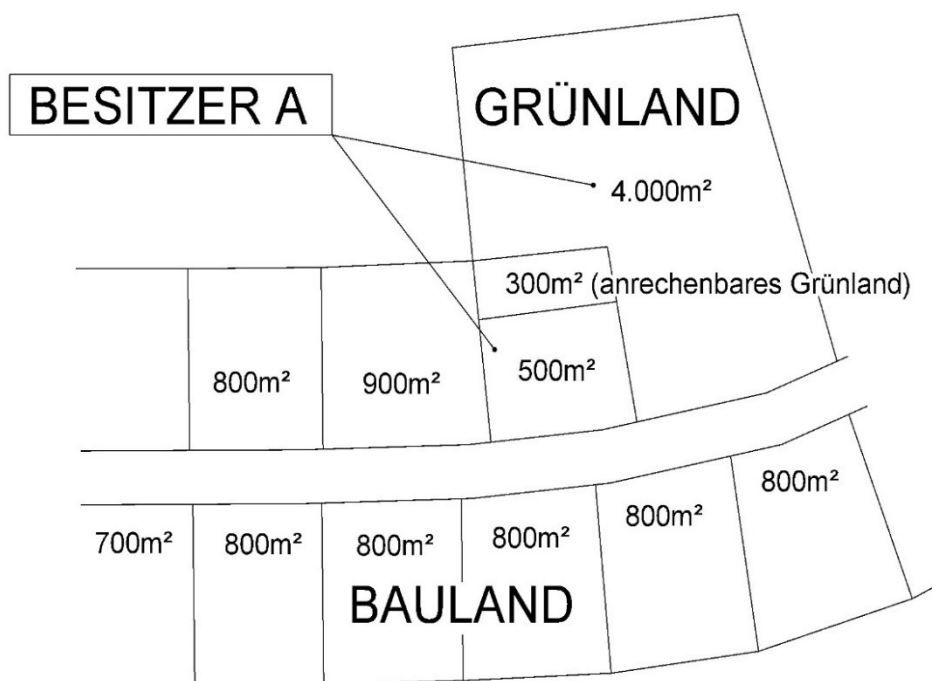 BESITZER A
GRÜNLAND
4.000m²
300m² (anrechenbares Grünland)
800m²
900m²
500m²
700m²
800m²
800m²
800m²
800m²
800m²
BAULAND